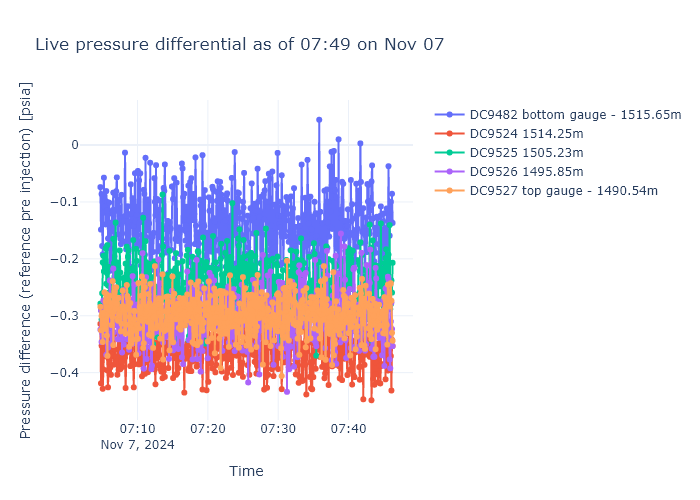 Live pressure differential as of 07:49 on Nov 07
Pressure difference (reference pre injection) [psia]
0
−0.1
−0.2
−0.3
−0.4
07:10
07:20
07:30
07:40
Nov 7, 2024
Time
DC9482 bottom gauge - 1515.65m
DC9524 1514.25m
DC9525 1505.23m
DC9526 1495.85m
DC9527 top gauge - 1490.54m